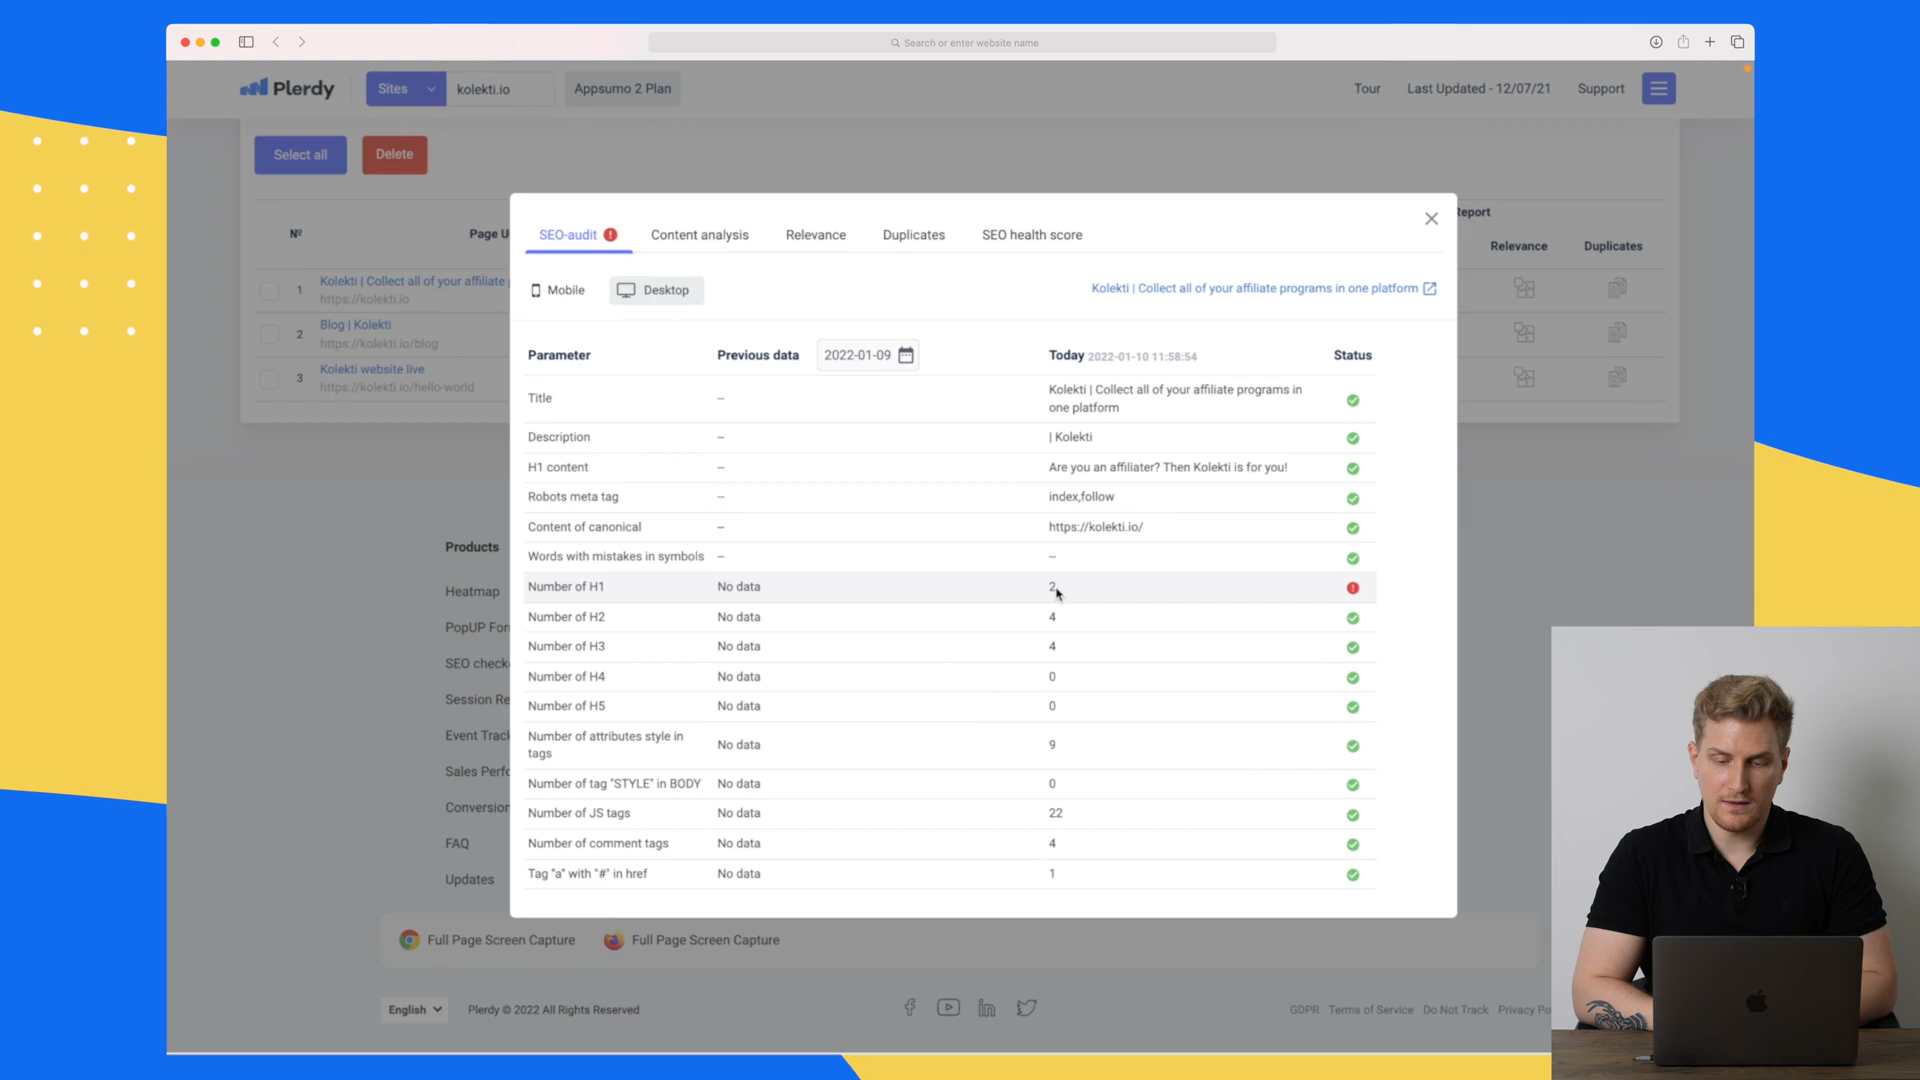 Search or enter website name
Plerdy
Sites
kolekti.io
Appsumo 2 Plan
Tour
Last Updated - 12/07/21
Support
Select all
Delete
Nº
Page U
Report
Relevance
Duplicates
1
Kolekti | Collect all of your affiliate
https://kolekti.io
2
Blog | Kolekti
https://kolekti.io/blog
3
Kolekti website live
https://kolekti.io/hello-world
SEO-audit
Content analysis
Relevance
Duplicates
SEO health score
Mobile
Desktop
Kolekti | Collect all of your affiliate programs in one platform
Parameter Previous data 2022-01-09 Today 2022-01-10 11:58:54 Status
Title -- Kolekti | Collect all of your affiliate programs in
one platform
Description -- | Kolekti
H1 content -- Are you an affiliater? Then Kolekti is for you!
Robots meta tag -- index,follow
Content of canonical -- https://kolekti.io/
Words with mistakes in symbols -- --
Number of H1 No data 2
Number of H2 No data 4
Number of H3 No data 4
Number of H4 No data 0
Number of H5 No data 0
Number of attributes style in
tags No data 9
Number of tag "STYLE" in BODY No data 0
Number of JS tags No data 22
Number of comment tags No data 4
Tag "a" with "#" in href No data 1
Products
Heatmap
PopUP For
SEO check
Session Re
Event Track
Sales Perfo
Conversion
FAQ
Updates
Full Page Screen Capture
Full Page Screen Capture
English
Plerdy © 2022 All Rights Reserved
GDPR
Terms of Service
Do Not Track
Privacy Po